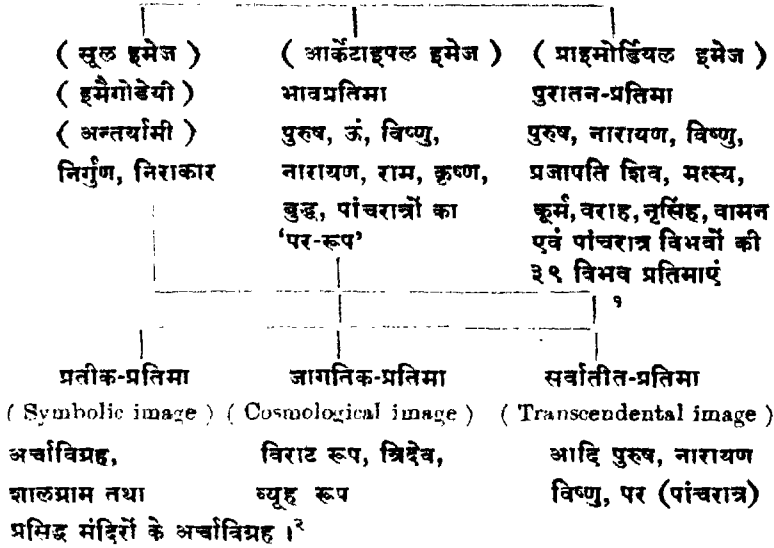 ( सूल इमेज ) ( आर्केटाइपल इमेज ) ( प्राइमोर्डियल इमेज )
( इमैगोडेयी ) भावप्रतिमा पुरातन-प्रतिमा
( अन्तर्यामी ) पुरुष, ऊं, विष्णु, पुरुष, नारायण, विष्णु,
निर्गुण, निराकार नारायण, राम, कृष्ण, प्रजापति शिव, मत्स्य,
बुद्ध, पांचरात्रों का कूर्म, वराह, नृसिंह, वामन
'पर-रूप' एवं पांचरात्र विभवों की
३९ विभव प्रतिमाएं
१
प्रतीक-प्रतिमा जागतिक-प्रतिमा सर्वातीत-प्रतिमा
( Symbolic image ) ( Cosmological image ) ( Transcendental image )
अर्चाविग्रह, विराट रूप, त्रिदेव, आदि पुरुष, नारायण
शालग्राम तथा व्यूह रूप विष्णु, पर (पांचरात्र)
प्रसिद्ध मंदिरों के अर्चाविग्रह ।२